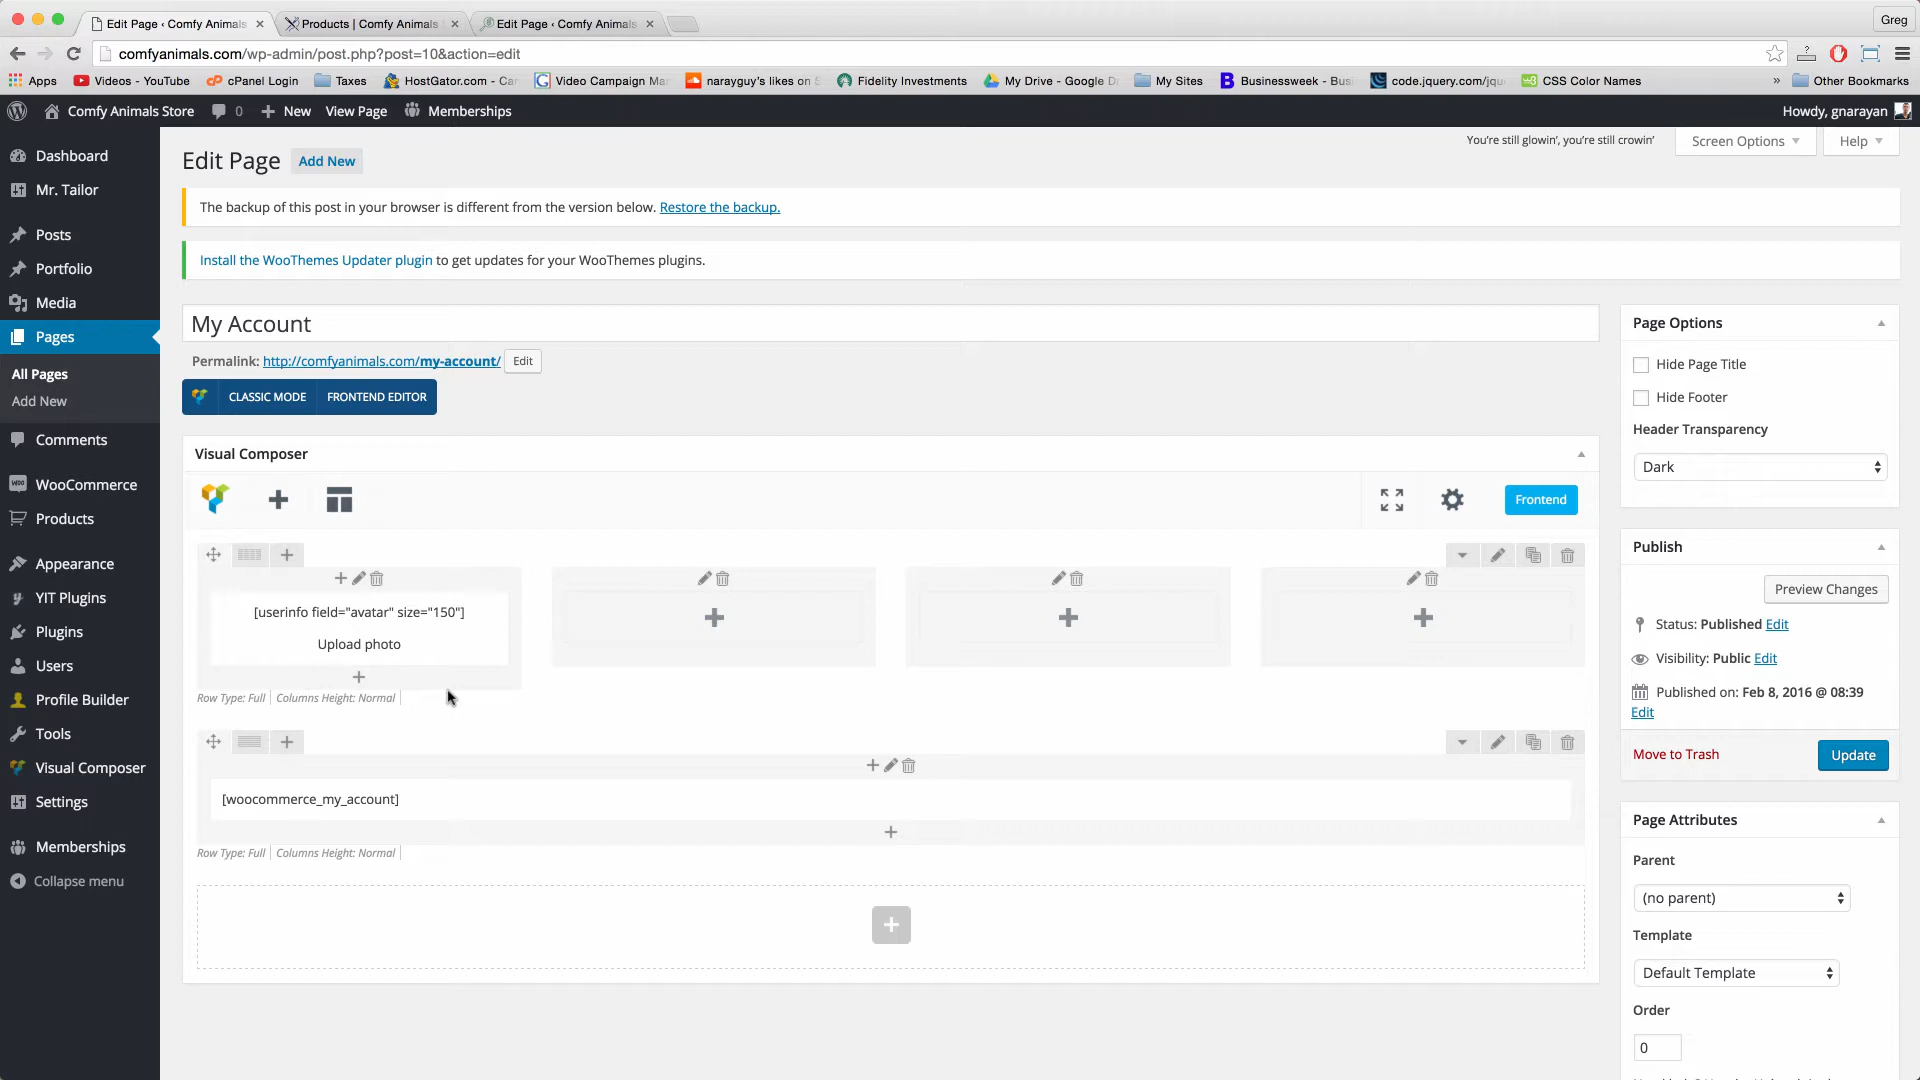 Edit Page ‹ Comfy Animals
Products | Comfy Animals
Edit Page ‹ Comfy Animals
Greg
comfyanimals.com/wp-admin/post.php?post=10&action=edit
Apps
Videos - YouTube
cPanel Login
Taxes
HostGator.com - Car
Video Campaign Mar
narayguy's likes on S
Fidelity Investments
My Drive - Google D
My Sites
Businessweek - Busi
code.jquery.com/jqu
CSS Color Names
»
Other Bookmarks
Comfy Animals Store
0
New
View Page
Memberships
Howdy, gnarayan
Dashboard
Mr. Tailor
Posts
Portfolio
Media
Pages
All Pages
Add New
Comments
WooCommerce
Products
Appearance
YIT Plugins
Plugins
Users
Profile Builder
Tools
Visual Composer
Settings
Memberships
Collapse menu
Edit Page
Add New
You're still glowin', you're still crowin'
Screen Options
Help
The backup of this post in your browser is different from the version below. Restore the backup.
Install the WooThemes Updater plugin to get updates for your WooThemes plugins.
My Account
Permalink: http://comfyanimals.com/my-account/
Edit
CLASSIC MODE
FRONTEND EDITOR
Visual Composer
Frontend
[userinfo field="avatar" size="150"]
Upload photo
Row Type: Full
Columns Height: Normal
[woocommerce_my_account]
Row Type: Full
Columns Height: Normal
Page Options
Hide Page Title
Hide Footer
Header Transparency
Dark
Publish
Preview Changes
Status: Published Edit
Visibility: Public Edit
Published on: Feb 8, 2016 @ 08:39
Edit
Move to Trash
Update
Page Attributes
Parent
(no parent)
Template
Default Template
Order
0